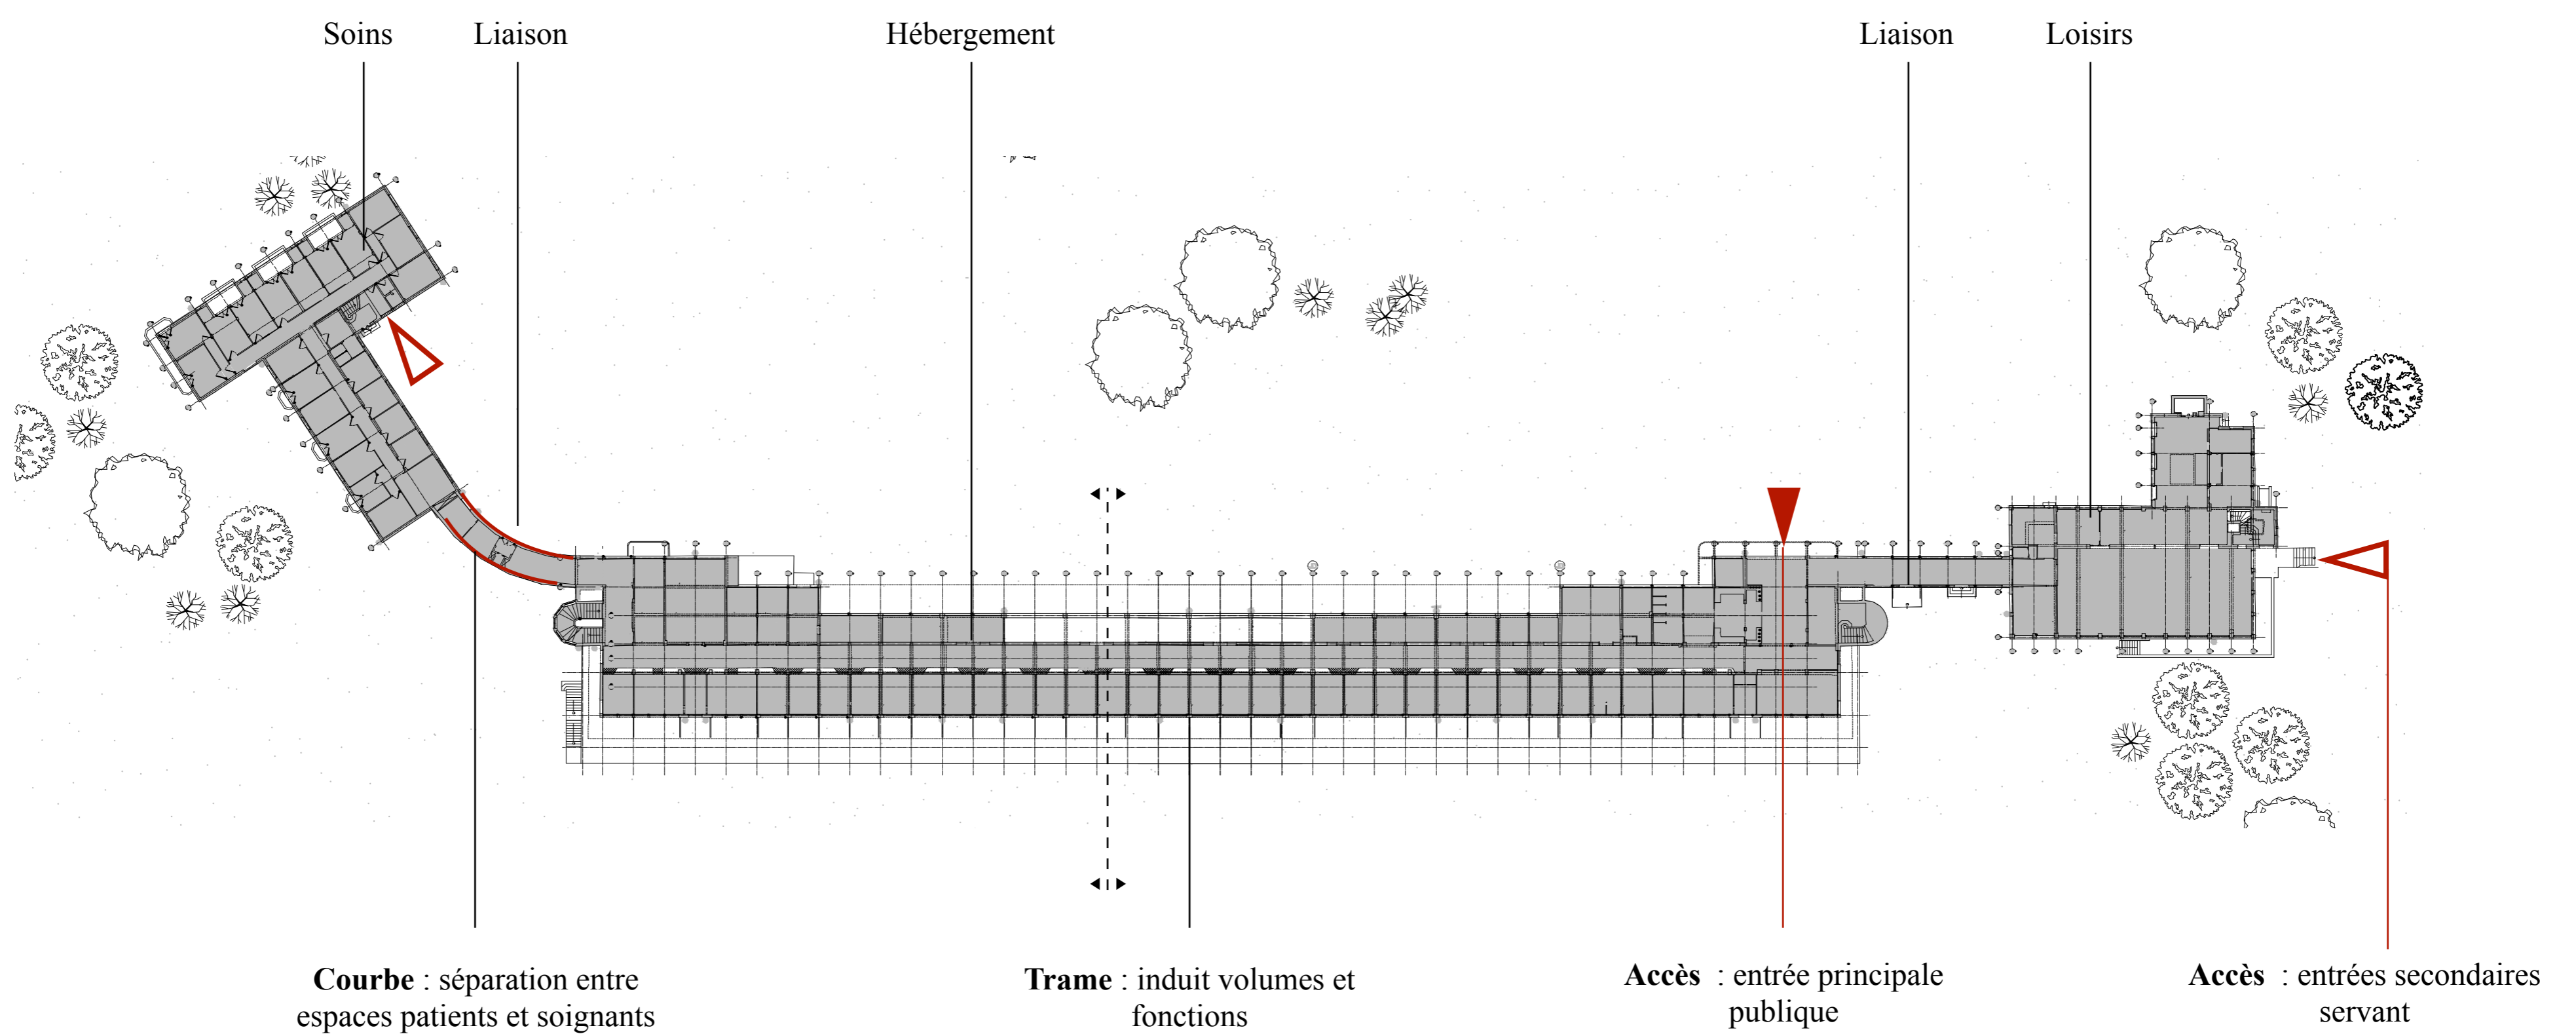 Soins
Liaison
Hébergement
Liaison
Loisirs
Courbe : séparation entre
espaces patients et soignants
Trame : induit volumes et
fonctions
Accès : entrée principale
publique
Accès : entrées secondaires
servant